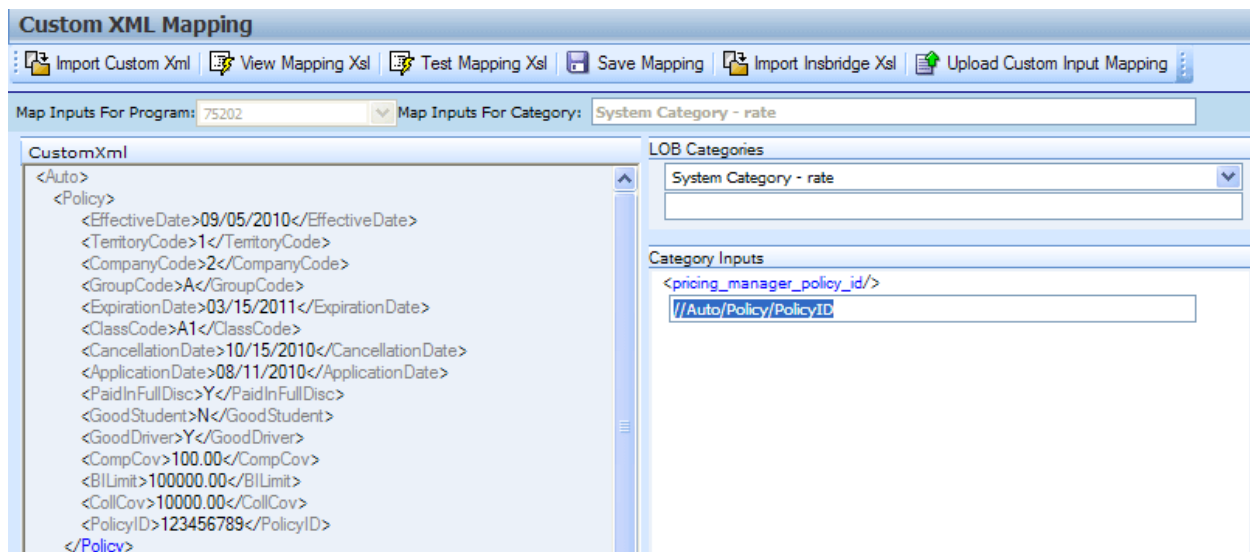 Custom XML Mapping
Import Custom Xml View Mapping Xsl Test Mapping Xsl Save Mapping Import Insbridge Xsl Upload Custom Input Mapping
Map Inputs For Program: 75202 Map Inputs For Category: System Category - rate
CustomXml
<Auto>
<Policy>
<EffectiveDate>09/05/2010</EffectiveDate>
<TerritoryCode>1</TerritoryCode>
<CompanyCode>2</CompanyCode>
<GroupCode>A</GroupCode>
<ExpirationDate>03/15/2011</ExpirationDate>
<ClassCode>A1</ClassCode>
<CancellationDate>10/15/2010</CancellationDate>
<ApplicationDate>08/11/2010</ApplicationDate>
<PaidInFullDisc>Y</PaidInFullDisc>
<GoodStudent>N</GoodStudent>
<GoodDriver>Y</GoodDriver>
<CompCov>100.00</CompCov>
<BILimit>100000.00</BILimit>
<CollCov>10000.00</CollCov>
<PolicyID>123456789</PolicyID>
</Policy>
LOB Categories
System Category - rate
Category Inputs
<pricing_manager_policy_id/>
//Auto/Policy/PolicyID